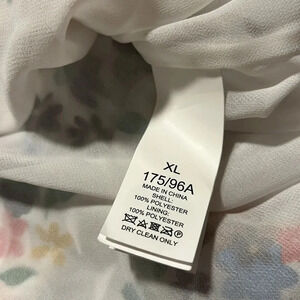 XL
175/96A
MADE IN CHINA
SHELL:
100% POLYESTER
LINING:
100% POLYESTER
DRY CLEAN ONLY